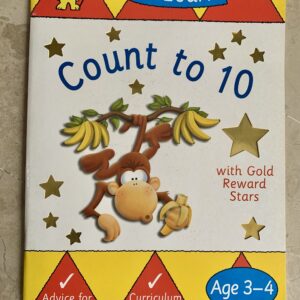 Count to 10
with Gold
Reward
Stars
Advice for
Curriculum
Age 3–4